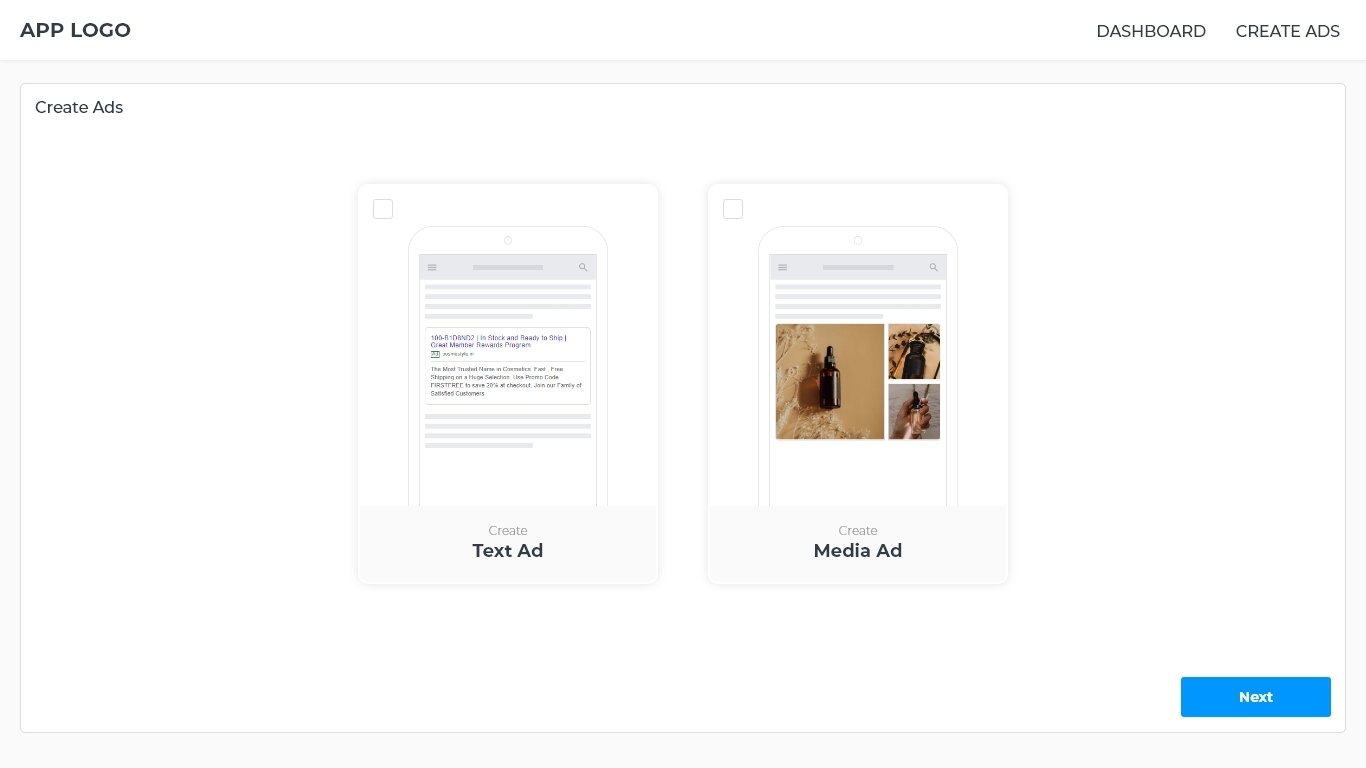 APP LOGO
DASHBOARD
CREATE ADS
Create Ads
100-B1D8ND2 | In Stock and Ready to Ship |
Great Member Rewards Program
Ad cosmostyle.in
The Most Trusted Name in Cosmetics. Fast , Free
Shipping on a Huge Selection. Use Promo Code
FIRSTFREE to save 20% at checkout. Join our Family of
Satisfied Customers
Create
Text Ad
Create
Media Ad
Next